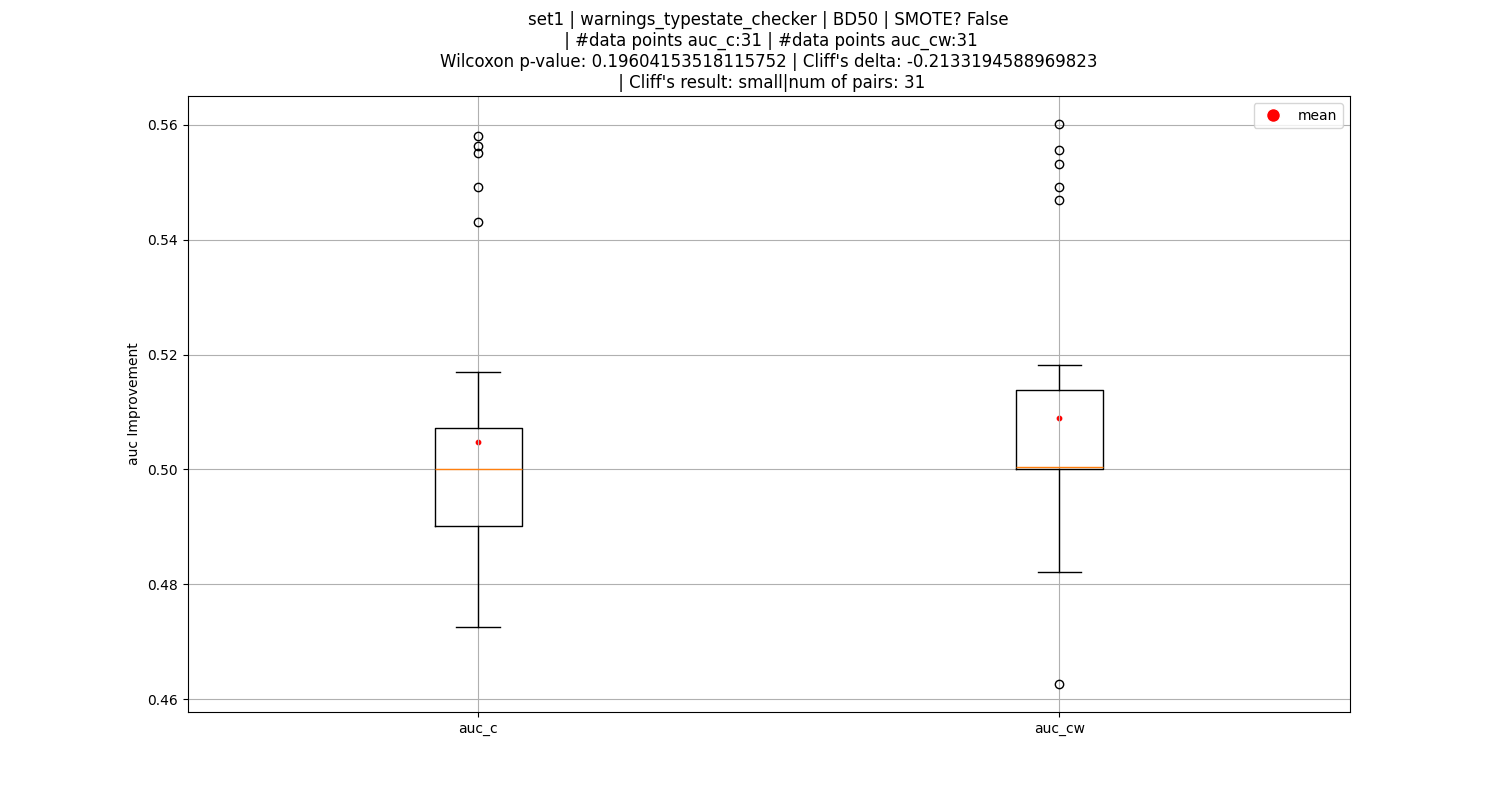 set1 | warnings_typestate_checker | BD50 | SMOTE? False
| #data points auc_c:31 | #data points auc_cw:31
Wilcoxon p-value: 0.19604153518115752 | Cliff's delta: -0.2133194588969823
| Cliff's result: small|num of pairs: 31
mean
0.56
0.54
0.52
0.50
0.48
0.46
auc Improvement
auc_c
auc_cw